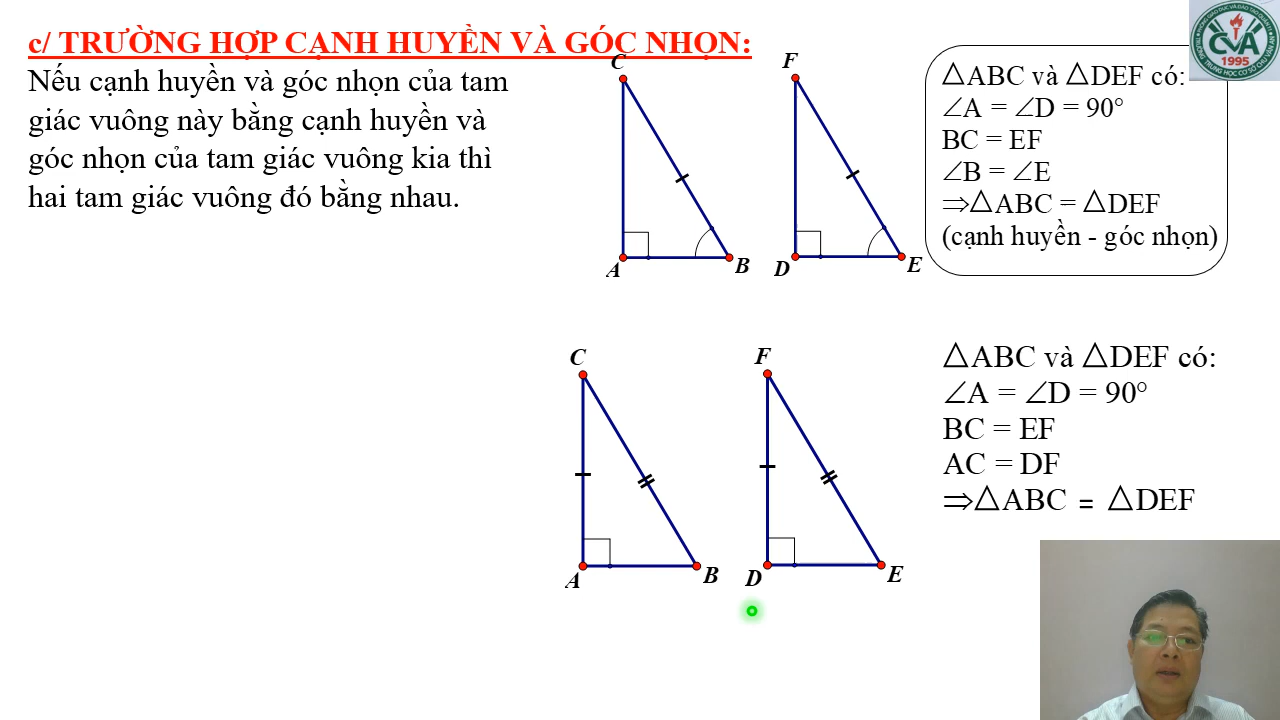 c/ TRƯỜNG HỢP CẠNH HUYỀN VÀ GÓC NHỌN:
Nếu cạnh huyền và góc nhọn của tam
giác vuông này bằng cạnh huyền và
góc nhọn của tam giác vuông kia thì
hai tam giác vuông đó bằng nhau.
C
A
B
F
D
E
△ABC và △DEF có:
∠A = ∠D = 90°
BC = EF
∠B = ∠E
⇒△ABC = △DEF
(cạnh huyền - góc nhọn)
CVA
1995
C
A
B
F
D
E
△ABC và △DEF có:
∠A = ∠D = 90°
BC = EF
AC = DF
⇒△ABC = △DEF